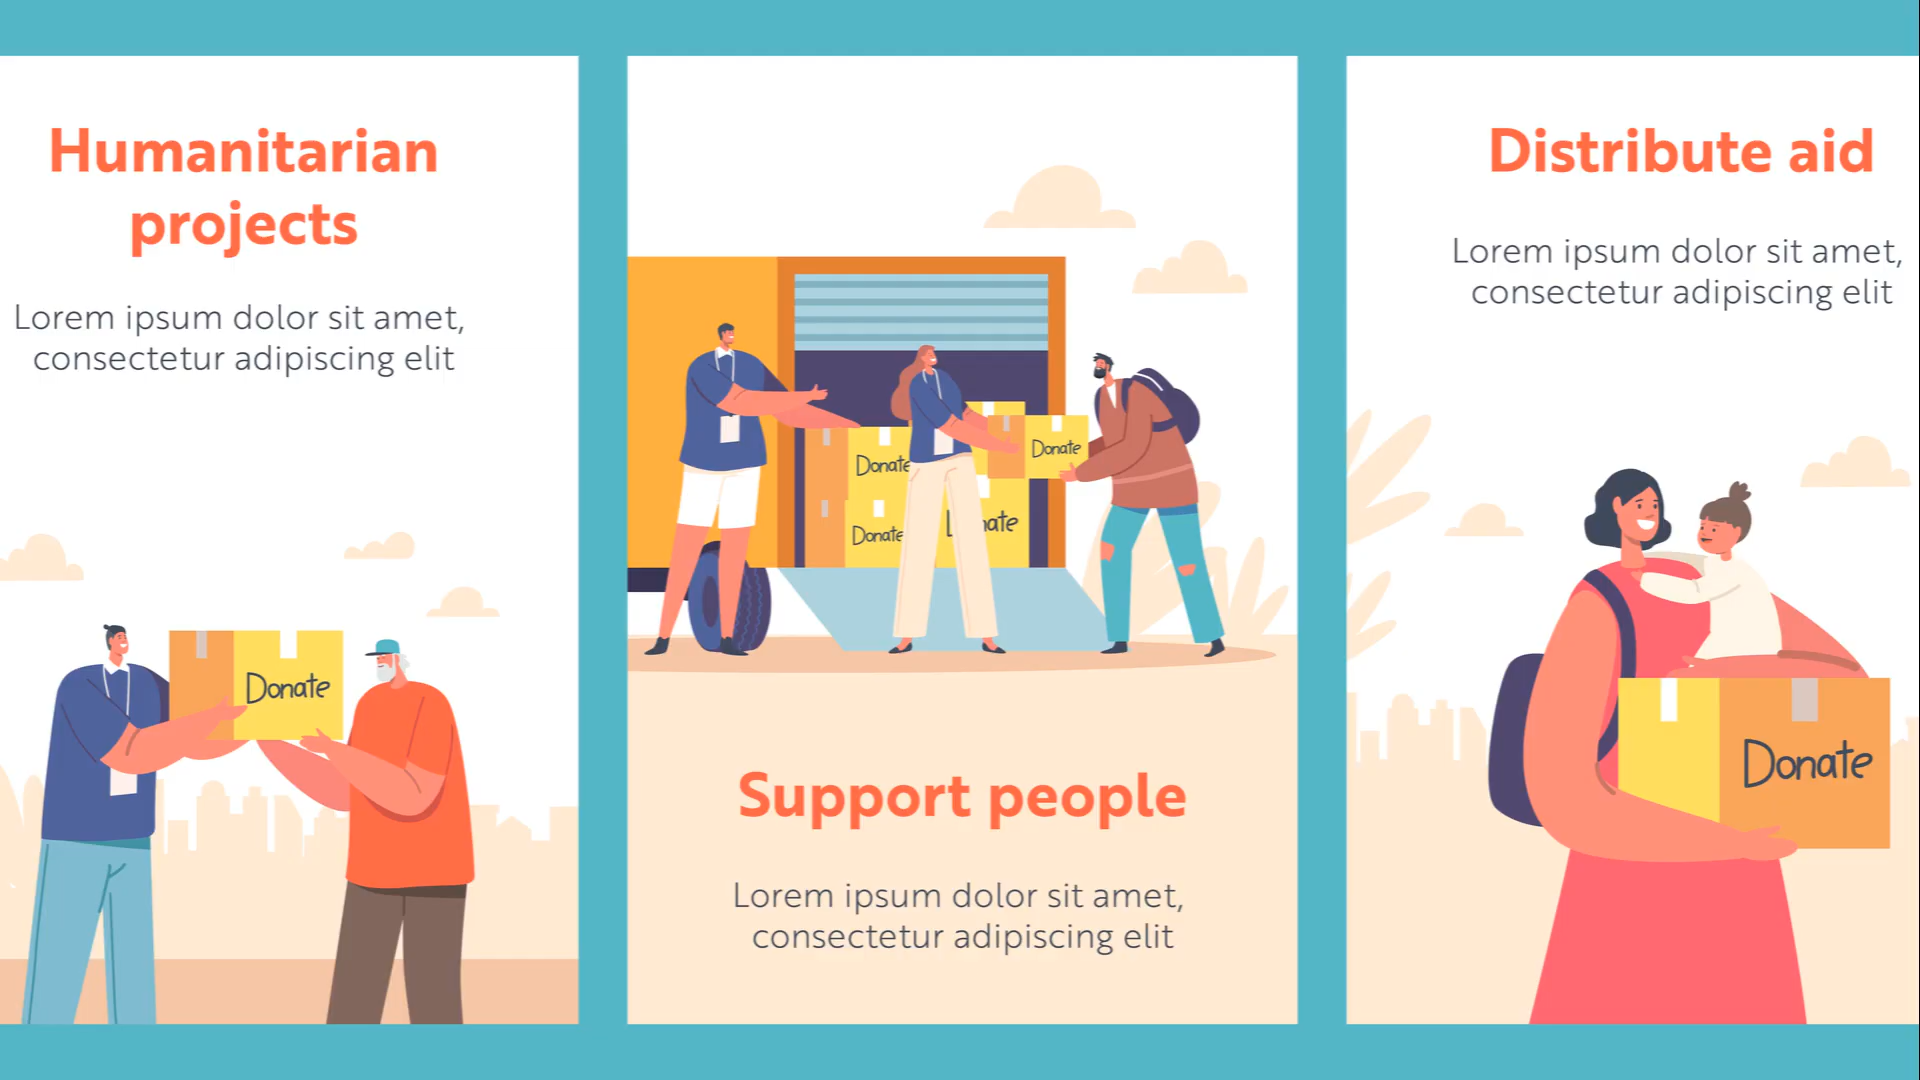 Humanitarian
projects
Lorem ipsum dolor sit amet,
consectetur adipiscing elit
Donate
Donate
Donate
Donate
Support people
Lorem ipsum dolor sit amet,
consectetur adipiscing elit
Distribute aid
Lorem ipsum dolor sit amet,
consectetur adipiscing elit
Donate